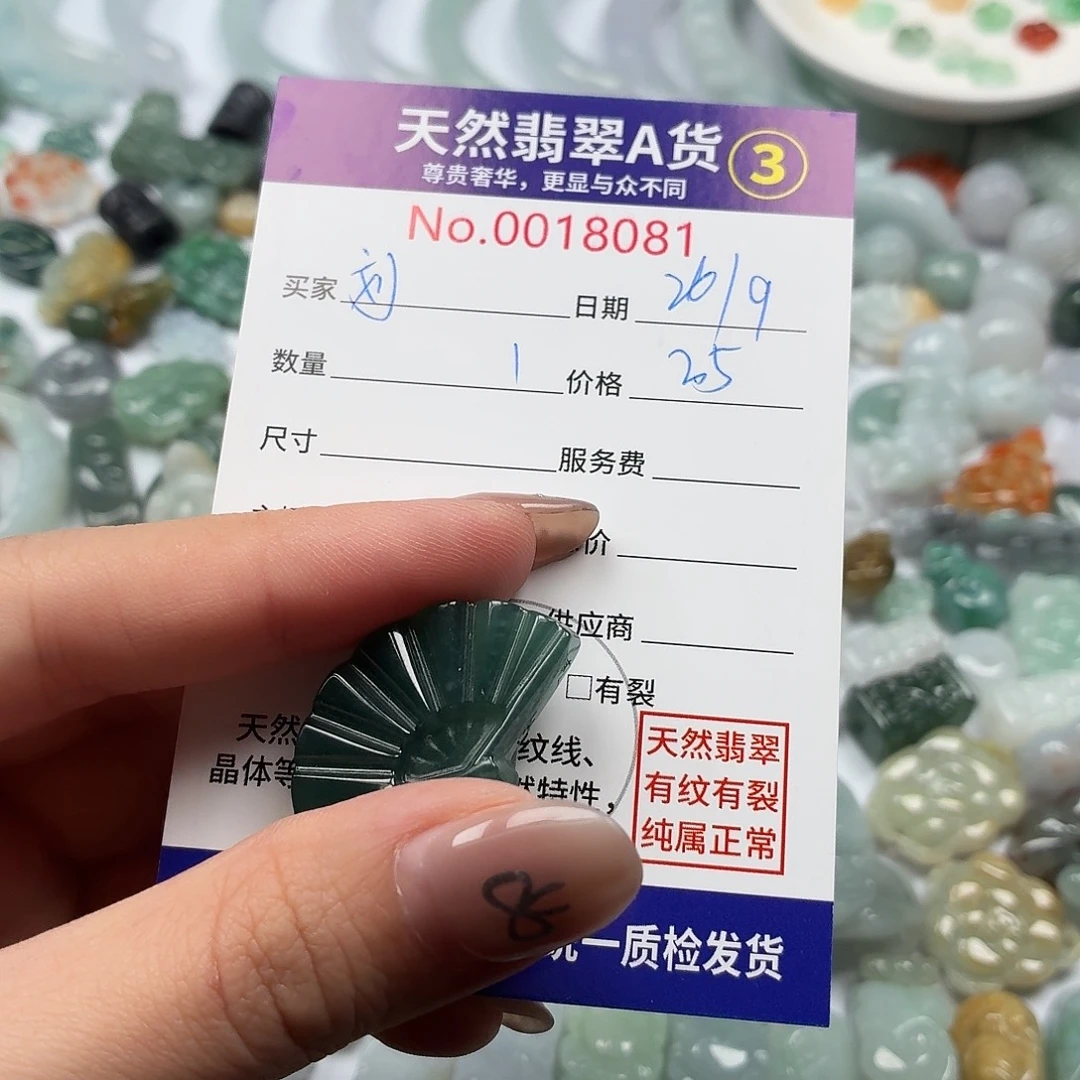 天然翡翠A货 3
尊贵奢华，更显与众不同
No.0018081
买家 刘 日期 26/9
数量 1 价格 205
尺寸 服务费
价
供应商
□有裂
天然 纹线、
晶体等 然特性，
天然翡翠
有纹有裂
纯属正常
统一质检发货